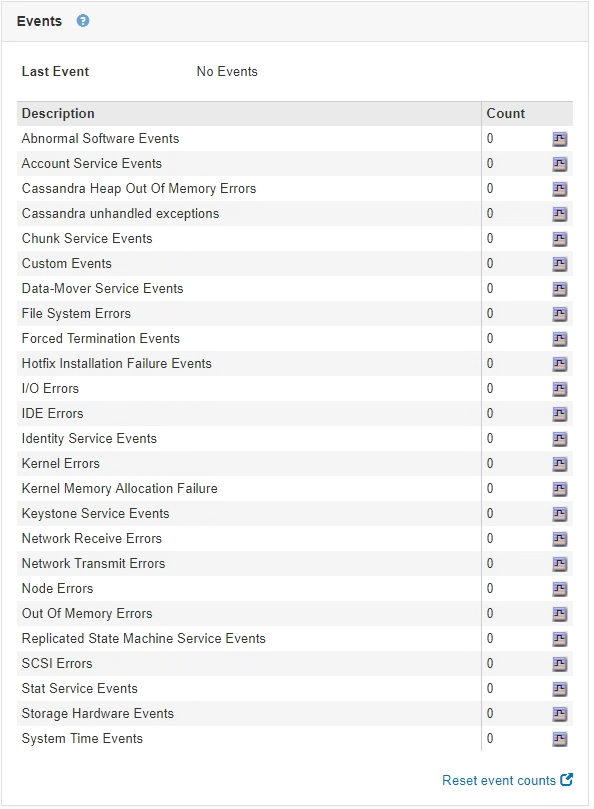 Events
Last Event No Events
Description Count
Abnormal Software Events 0
Account Service Events 0
Cassandra Heap Out Of Memory Errors 0
Cassandra unhandled exceptions 0
Chunk Service Events 0
Custom Events 0
Data-Mover Service Events 0
File System Errors 0
Forced Termination Events 0
Hotfix Installation Failure Events 0
I/O Errors 0
IDE Errors 0
Identity Service Events 0
Kernel Errors 0
Kernel Memory Allocation Failure 0
Keystone Service Events 0
Network Receive Errors 0
Network Transmit Errors 0
Node Errors 0
Out Of Memory Errors 0
Replicated State Machine Service Events 0
SCSI Errors 0
Stat Service Events 0
Storage Hardware Events 0
System Time Events 0
Reset event counts